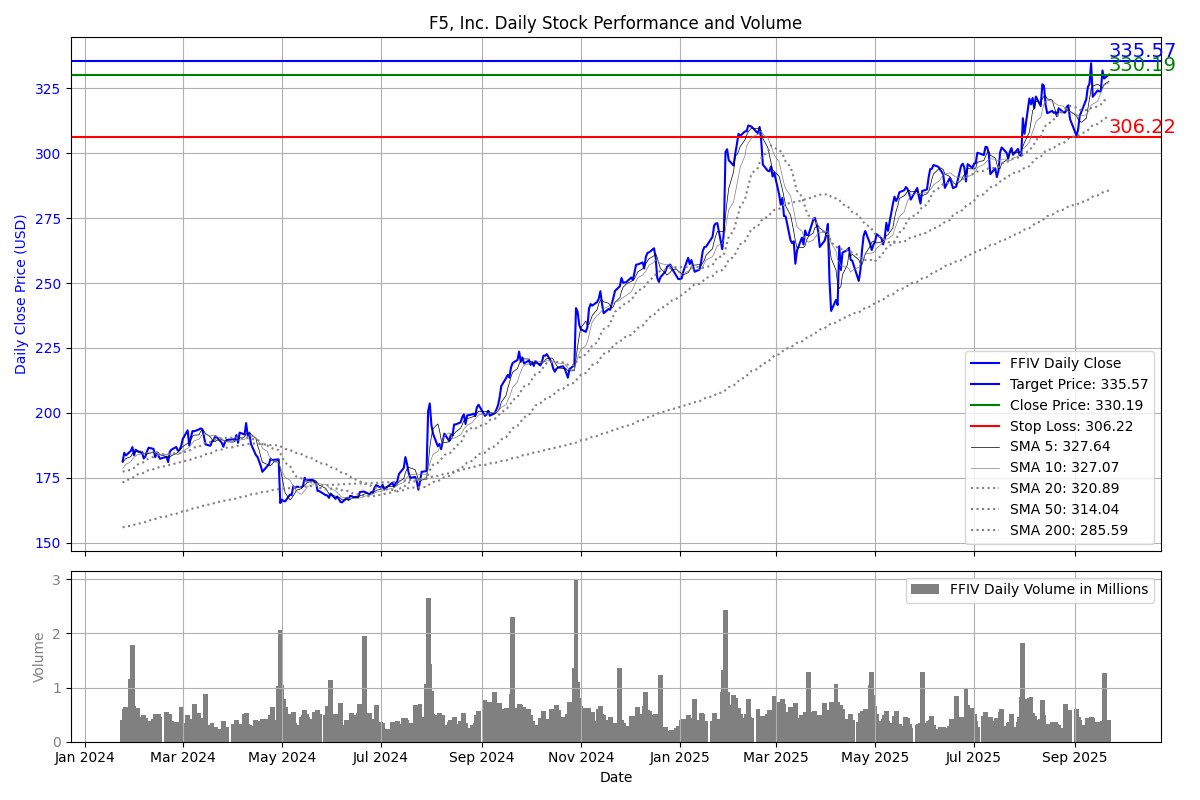 F5, Inc. Daily Stock Performance and Volume
335.57
330.19
306.22
Daily Close Price (USD)
325
300
275
250
225
200
175
150
FFIV Daily Close
Target Price: 335.57
Close Price: 330.19
Stop Loss: 306.22
SMA 5: 327.64
SMA 10: 327.07
SMA 20: 320.89
SMA 50: 314.04
SMA 200: 285.59
Volume
3
2
1
0
FFIV Daily Volume in Millions
Jan 2024 Mar 2024 May 2024 Jul 2024 Sep 2024 Nov 2024 Jan 2025 Mar 2025 May 2025 Jul 2025 Sep 2025
Date